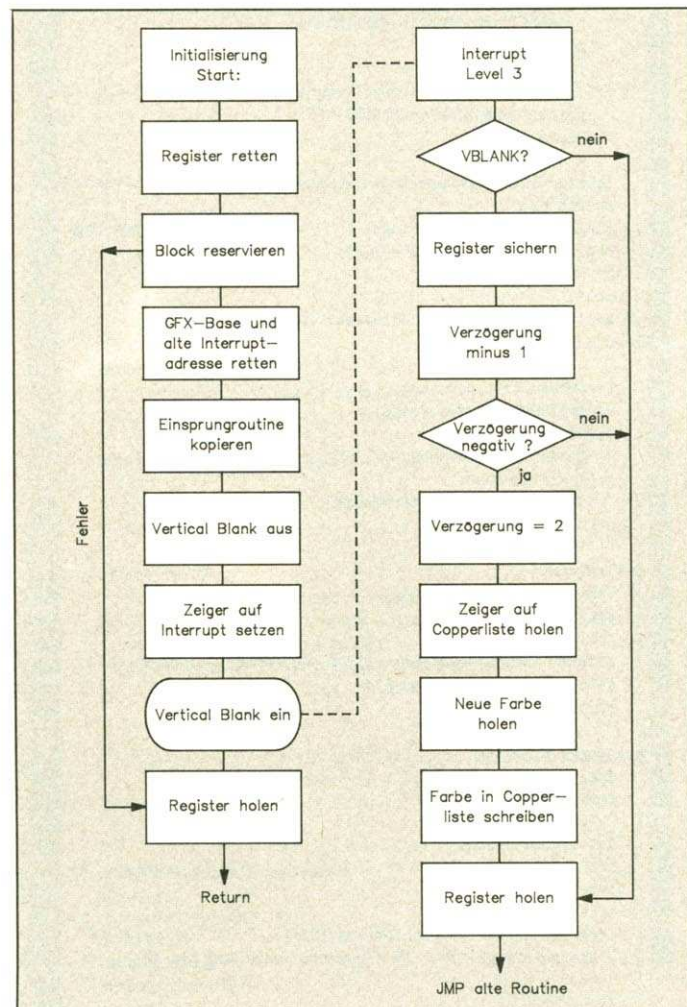 Initialisierung
Start:
Register retten
Block reservieren
GFX-Base und
alte Interrupt-
adresse retten
Einsprungroutine
kopieren
Vertical Blank aus
Zeiger auf
Interrupt setzen
Vertical Blank ein
Register holen
Return
Fehler
Interrupt
Level 3
VBLANK?
nein
Register sichern
Verzögerung
minus 1
Verzögerung
negativ ?
nein
ja
Verzögerung = 2
Zeiger auf
Copperliste holen
Neue Farbe
holen
Farbe in Copper-
liste schreiben
Register holen
JMP alte Routine